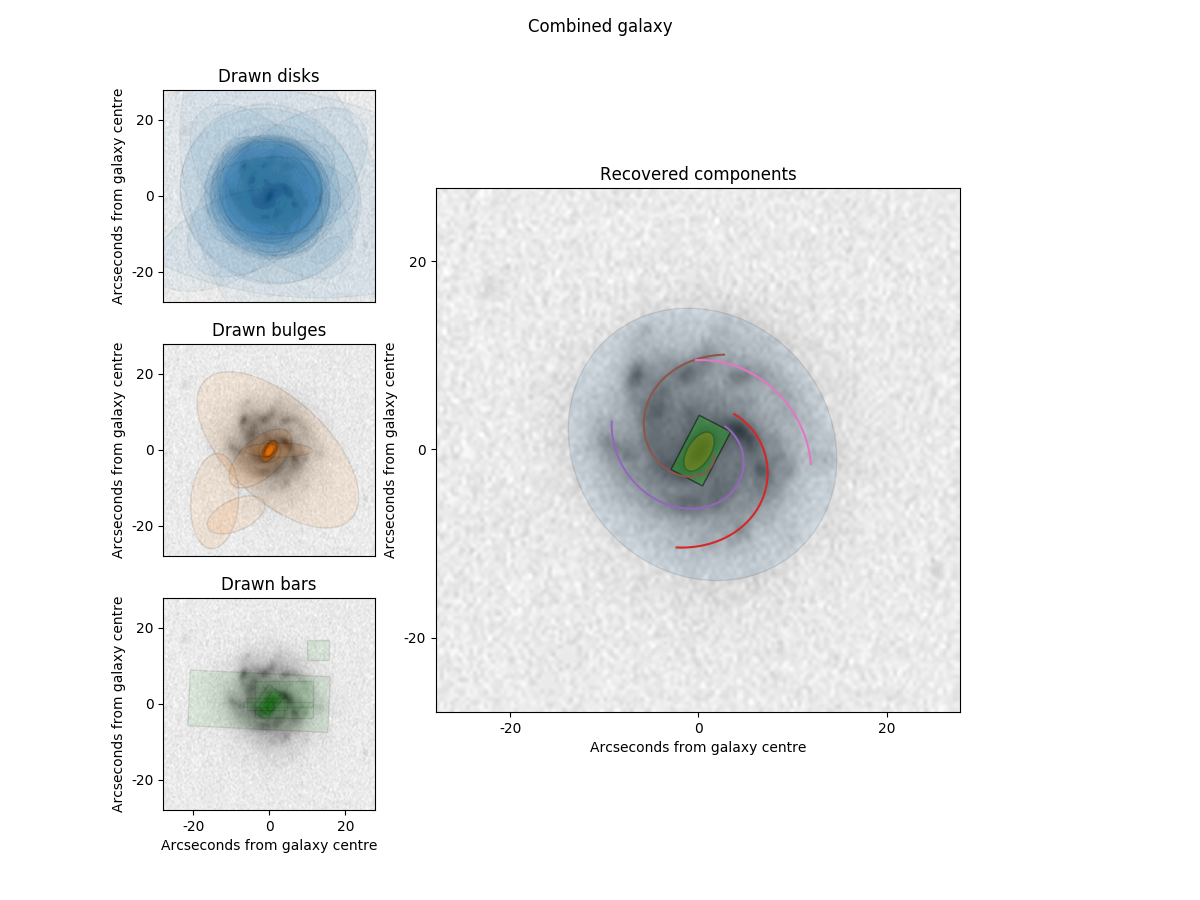 Combined galaxy
Drawn disks
Arcseconds from galaxy centre
20
0
-20
Drawn bulges
Arcseconds from galaxy centre
20
0
-20
Drawn bars
Arcseconds from galaxy centre
20
0
-20
-20 0 20
Arcseconds from galaxy centre
Recovered components
Arcseconds from galaxy centre
20
0
-20
-20 0 20
Arcseconds from galaxy centre